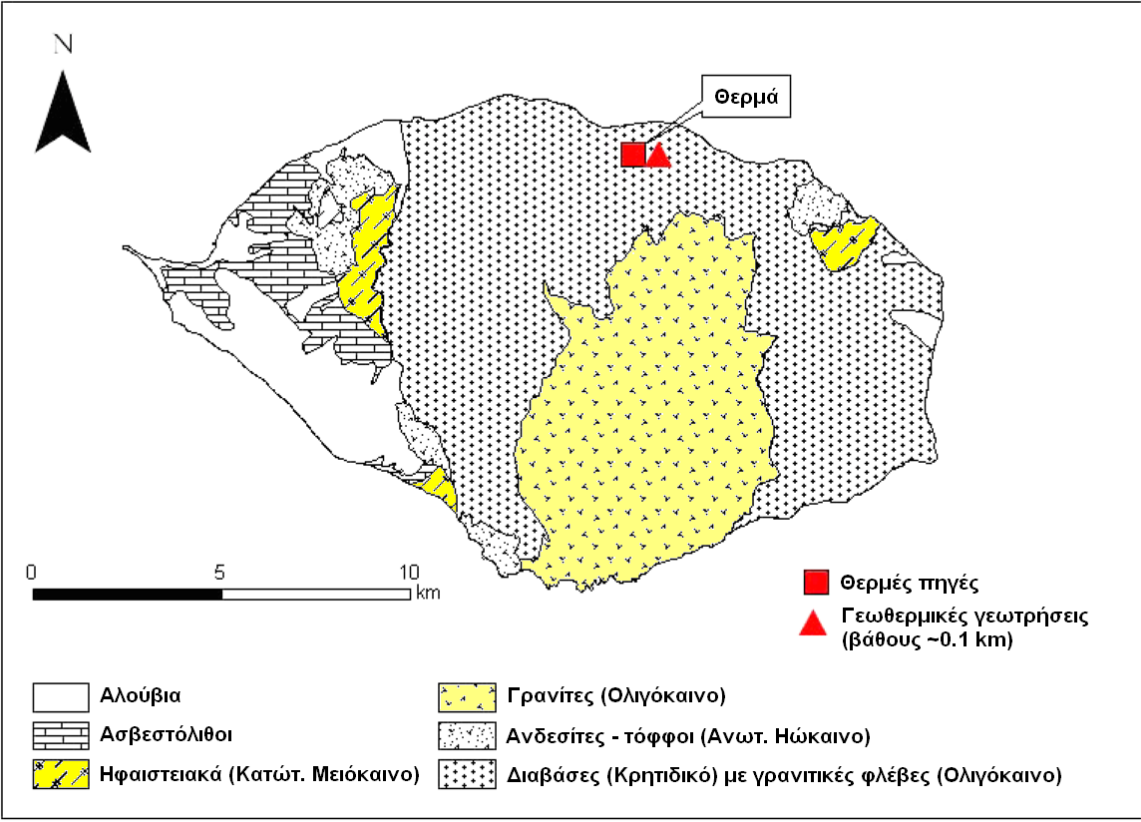 N
Θερμά
0 5 10
km
Θερμές πηγές
Γεωθερμικές γεωτρήσεις
(βάθους ~0.1 km)
Αλούβια
Ασβεστόλιθοι
Ηφαιστειακά (Κατώτ. Μειόκαινο)
Γρανίτες (Ολιγόκαινο)
Ανδεσίτες - τόφφοι (Ανωτ. Ηώκαινο)
Διαβάσες (Κρητιδικό) με γρανιτικές φλέβες (Ολιγόκαινο)